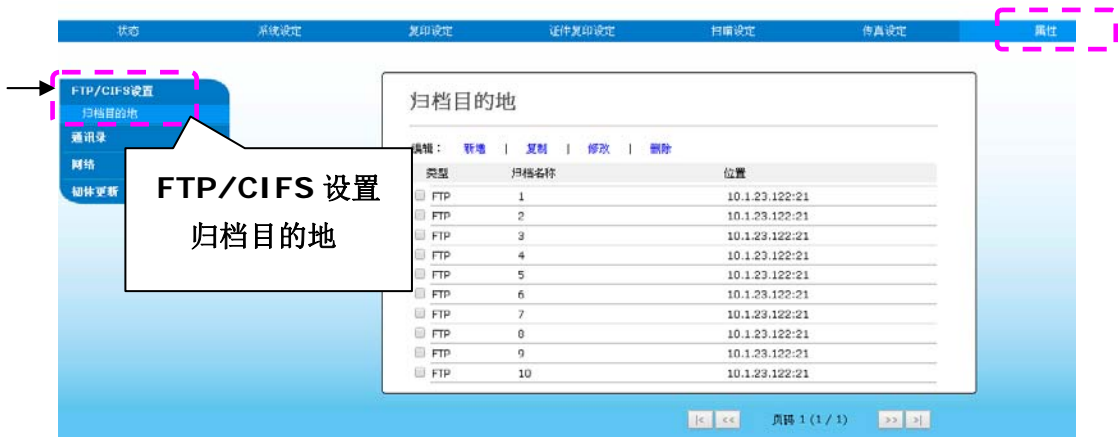 状态 系统设定 复印设定 证件复印设定 扫瞄设定 传真设定 属性
FTP/CIFS设置
归档目的地
通讯录
网络
韧体更新
FTP/CIFS 设置
归档目的地
归档目的地
编辑： 新增 | 复制 | 修改 | 删除
类型 归档名称 位置
FTP 1 10.1.23.122:21
FTP 2 10.1.23.122:21
FTP 3 10.1.23.122:21
FTP 4 10.1.23.122:21
FTP 5 10.1.23.122:21
FTP 6 10.1.23.122:21
FTP 7 10.1.23.122:21
FTP 8 10.1.23.122:21
FTP 9 10.1.23.122:21
FTP 10 10.1.23.122:21
|< << 页码 1 (1 / 1) >> >|